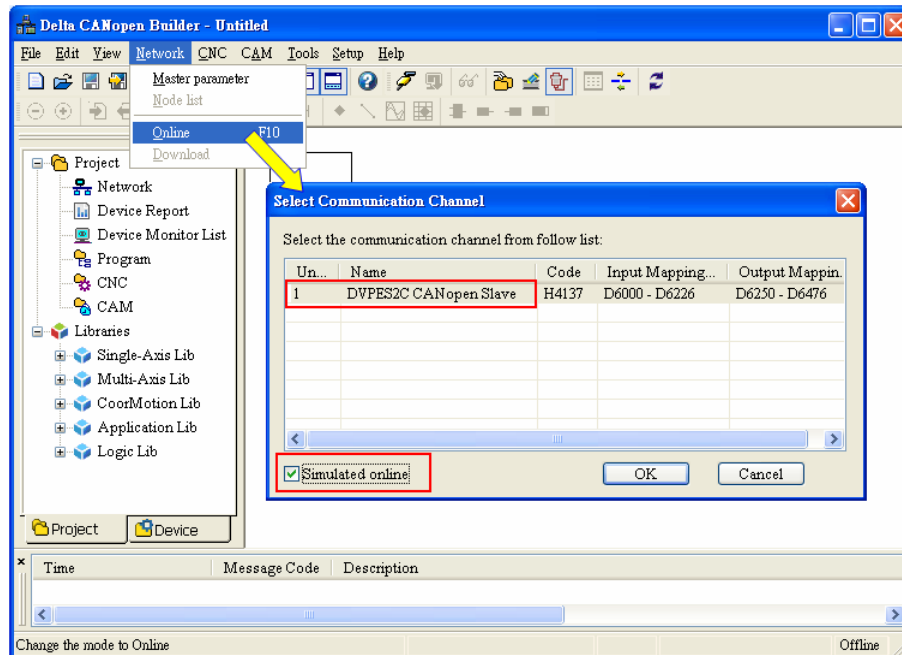 Delta CANopen Builder - Untitled
File Edit View Network CNC CAM Tools Setup Help
Master parameter
Node list
Online F10
Download
Project
Network
Device Report
Device Monitor List
Program
CNC
CAM
Libraries
Single-Axis Lib
Multi-Axis Lib
CoorMotion Lib
Application Lib
Logic Lib
Select Communication Channel
Select the communication channel from follow list:
Un... Name Code Input Mapping... Output Mappin.
1 DVPES2C CANopen Slave H4137 D6000 - D6226 D6250 - D6476
Simulated online OK Cancel
Project Device
Time Message Code Description
Change the mode to Online Offline